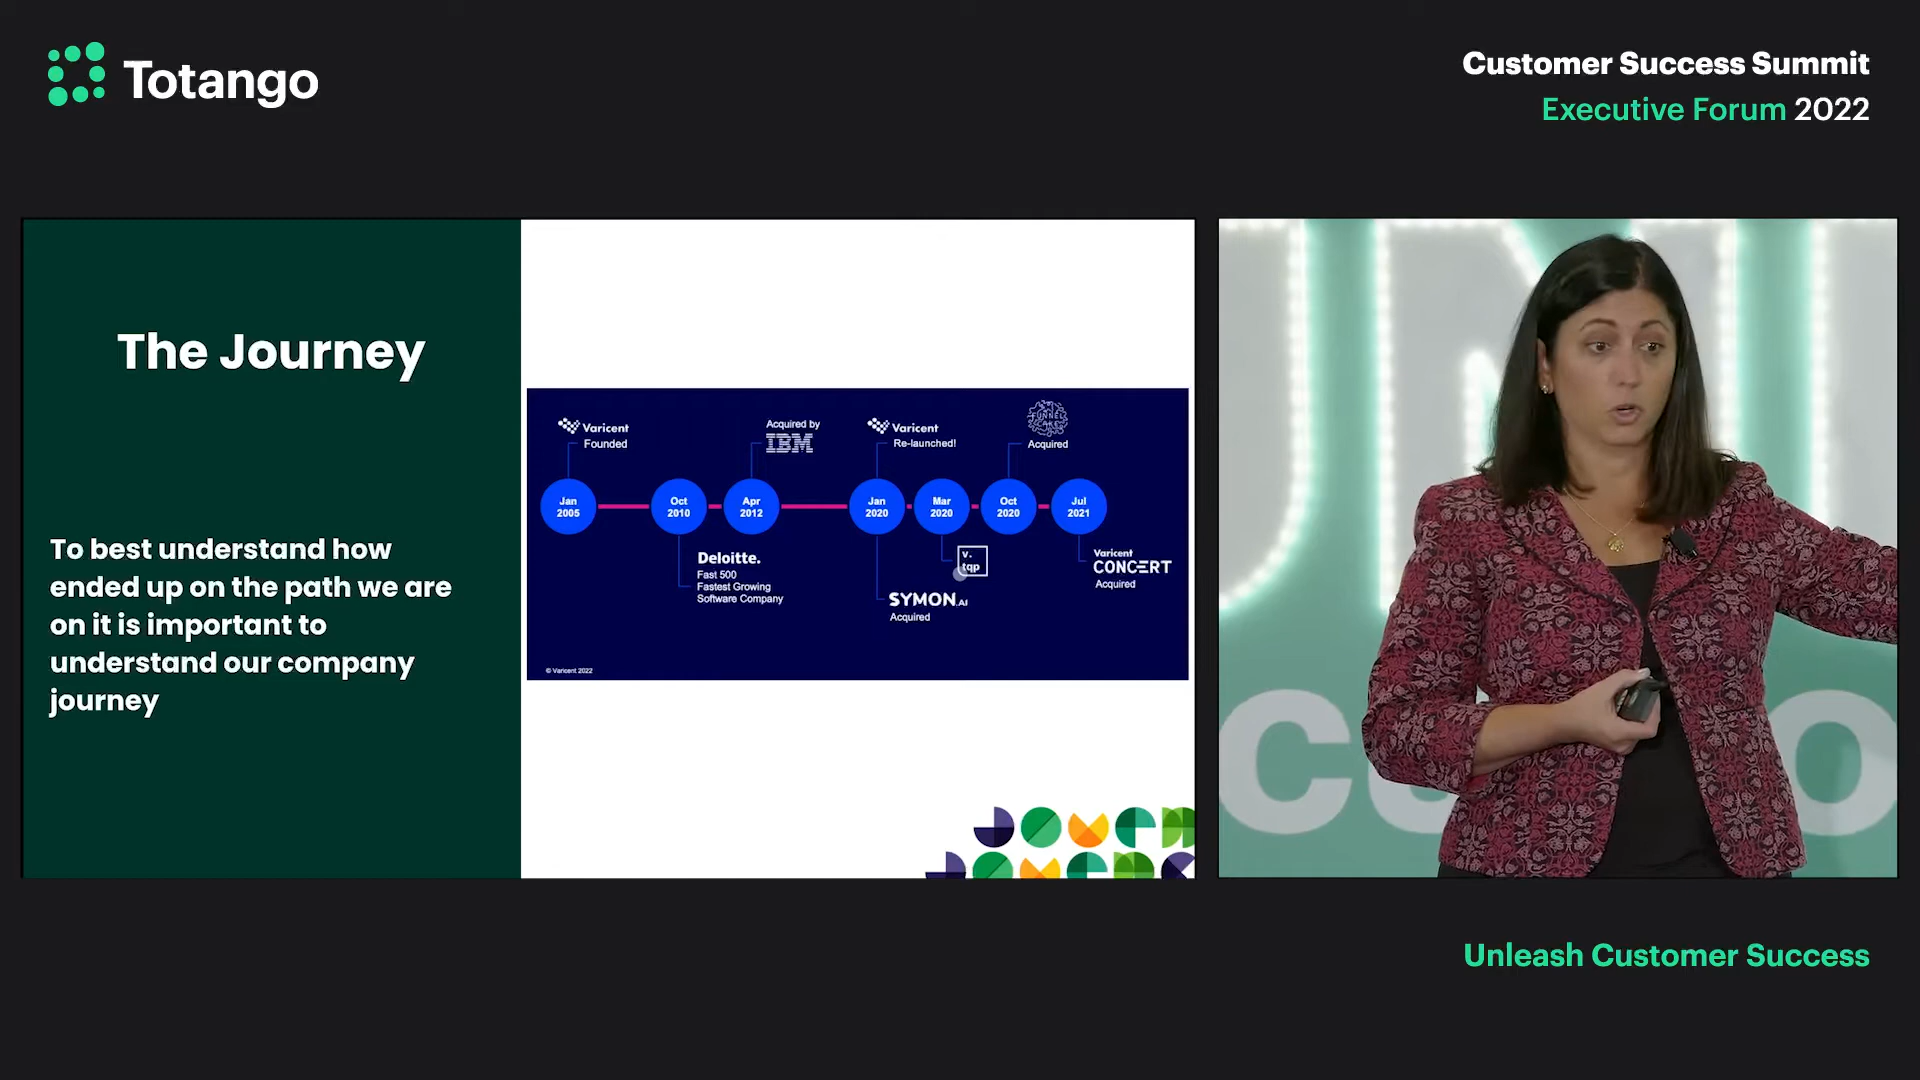 Totango
Customer Success Summit
Executive Forum 2022
The Journey
To best understand how
ended up on the path we are
on it is important to
understand our company
journey
Varicent
Founded
Acquired by
IBM
Varicent
Re-launched!
FUNNEL
CAKE
Acquired
Jan
2005
Oct
2010
Apr
2012
Jan
2020
Mar
2020
Oct
2020
Jul
2021
Deloitte.
Fast 500
Fastest Growing
Software Company
SYMON.AI
Acquired
v.
tqp
Varicent
CONCERT
Acquired
© Varicent 2022
Unleash Customer Success